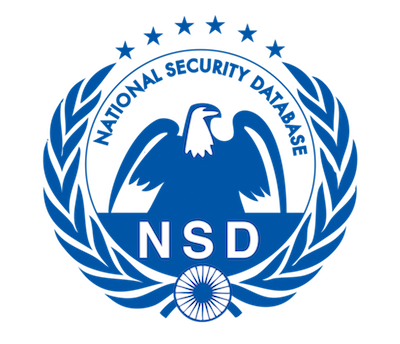 NATIONAL SECURITY DATABASE
NSD